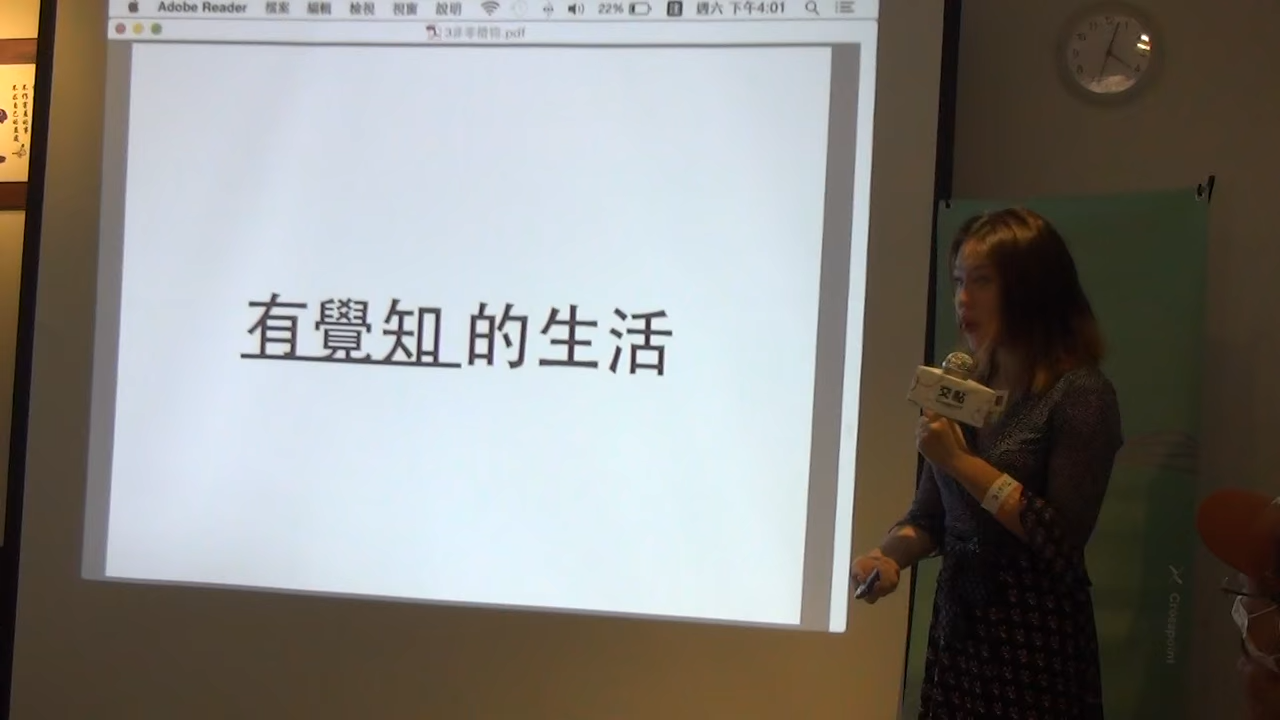 Adobe Reader 檔案 編輯 檢視 視窗 說明 22% 週六 下午4:01
有覺知的生活
交點
Crosspoint